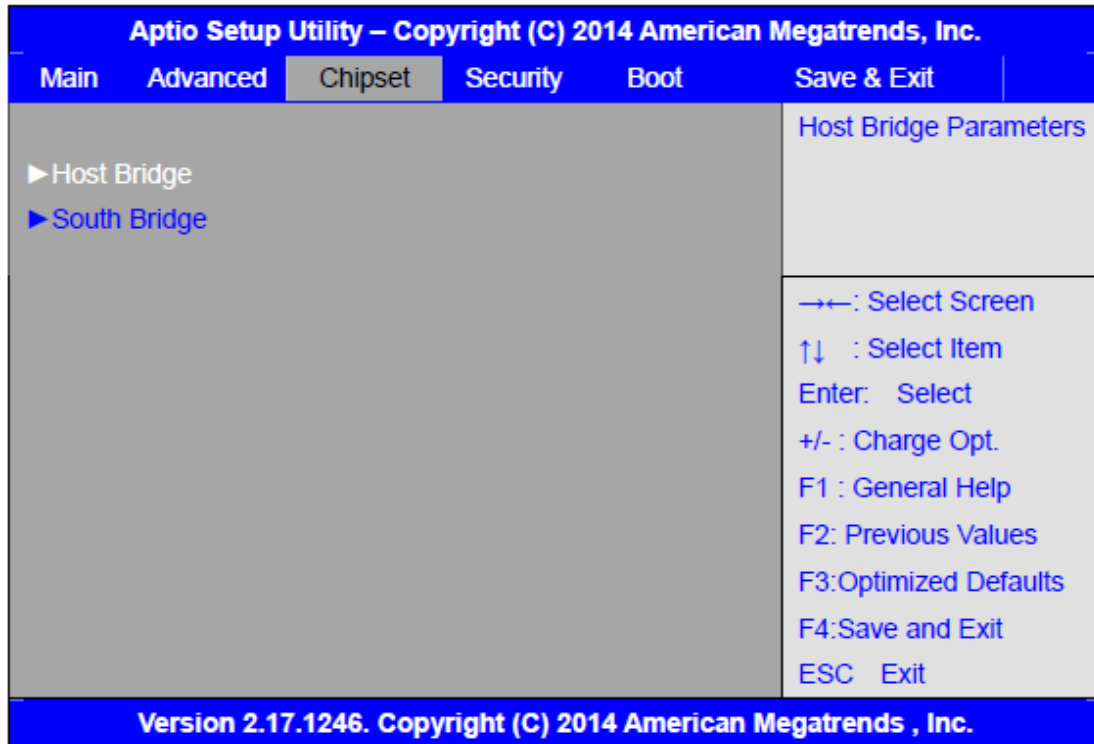 Aptio Setup Utility – Copyright (C) 2014 American Megatrends, Inc.
Main Advanced Chipset Security Boot Save & Exit
►Host Bridge
►South Bridge
Host Bridge Parameters
→←: Select Screen
↑↓ : Select Item
Enter: Select
+/- : Charge Opt.
F1 : General Help
F2: Previous Values
F3:Optimized Defaults
F4:Save and Exit
ESC Exit
Version 2.17.1246. Copyright (C) 2014 American Megatrends , Inc.